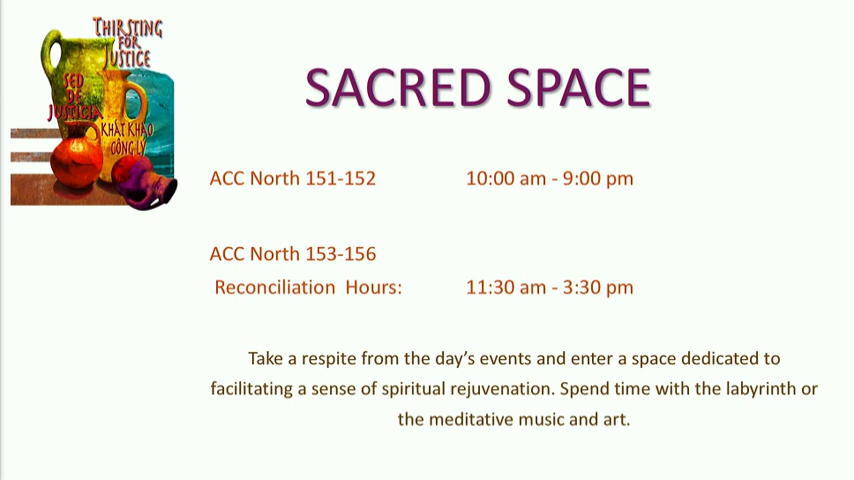 THIRSTING
FOR
JUSTICE
SED
DE
JUSTICIA
KHÁT KHAO
CÔNG LÝ
SACRED SPACE
ACC North 151-152 10:00 am - 9:00 pm
ACC North 153-156
Reconciliation Hours: 11:30 am - 3:30 pm
Take a respite from the day’s events and enter a space dedicated to
facilitating a sense of spiritual rejuvenation. Spend time with the labyrinth or
the meditative music and art.